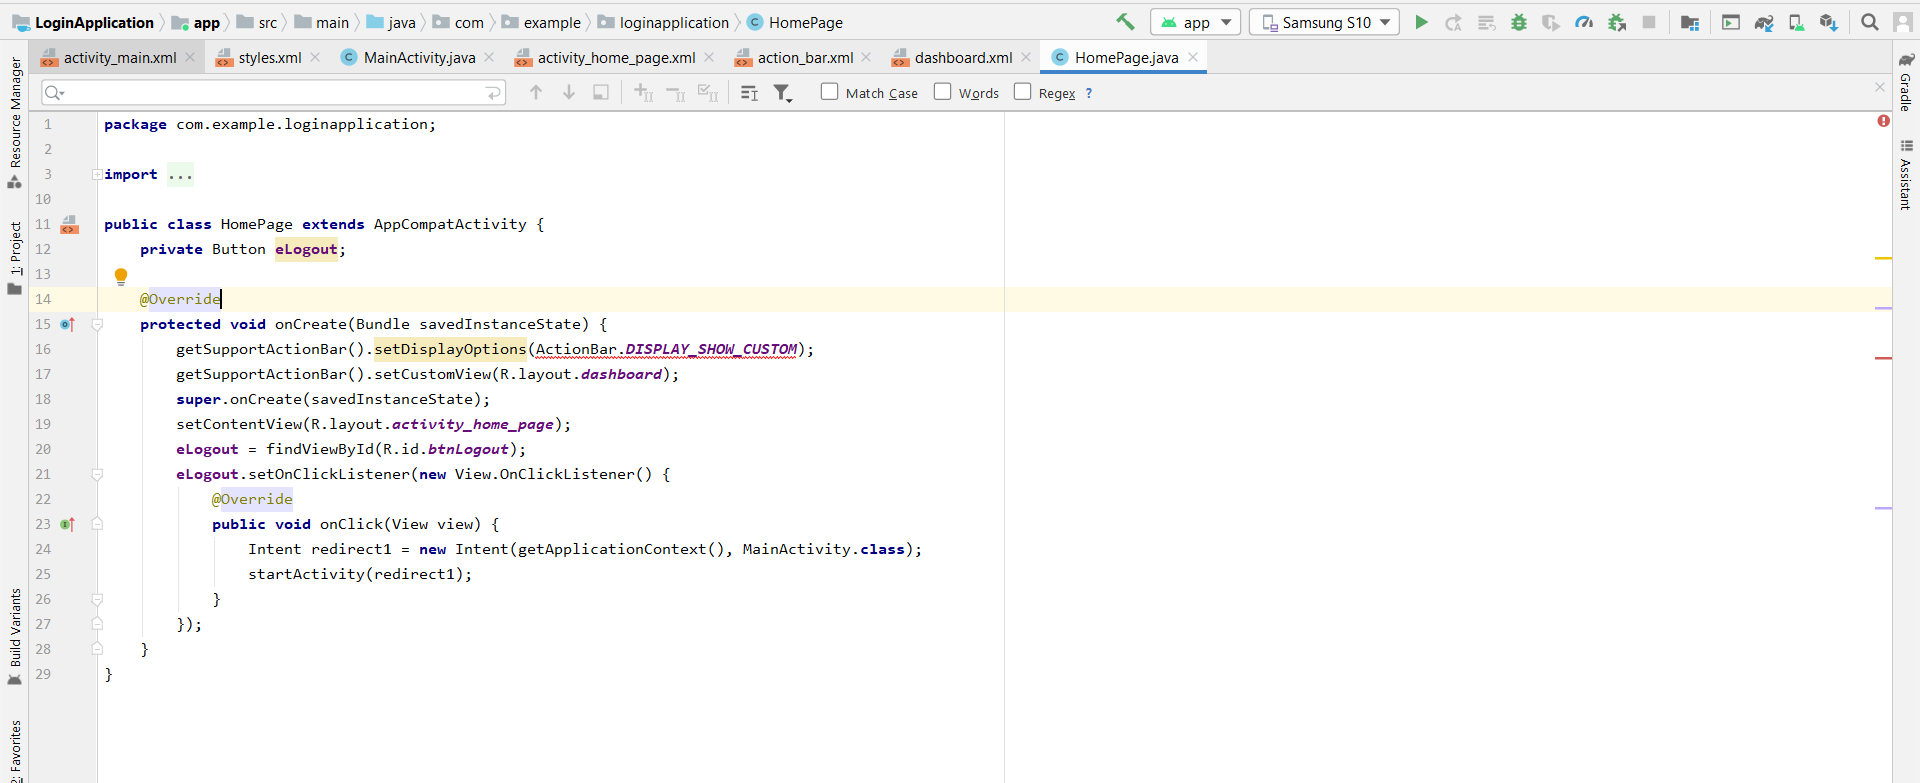 LoginApplication app src main java com example loginapplication HomePage app Samsung S10
activity_main.xml styles.xml MainActivity.java activity_home_page.xml action_bar.xml dashboard.xml HomePage.java
Match Case Words Regex ?
Resource Manager
1: Project
Build Variants
2: Favorites
1 package com.example.loginapplication;
2
3 import ...
10
11 public class HomePage extends AppCompatActivity {
12 private Button eLogout;
13
14 @Override
15 protected void onCreate(Bundle savedInstanceState) {
16 getSupportActionBar().setDisplayOptions(ActionBar.DISPLAY_SHOW_CUSTOM);
17 getSupportActionBar().setCustomView(R.layout.dashboard);
18 super.onCreate(savedInstanceState);
19 setContentView(R.layout.activity_home_page);
20 eLogout = findViewById(R.id.btnLogout);
21 eLogout.setOnClickListener(new View.OnClickListener() {
22 @Override
23 public void onClick(View view) {
24 Intent redirect1 = new Intent(getApplicationContext(), MainActivity.class);
25 startActivity(redirect1);
26 }
27 });
28 }
29 }
Gradle
Assistant